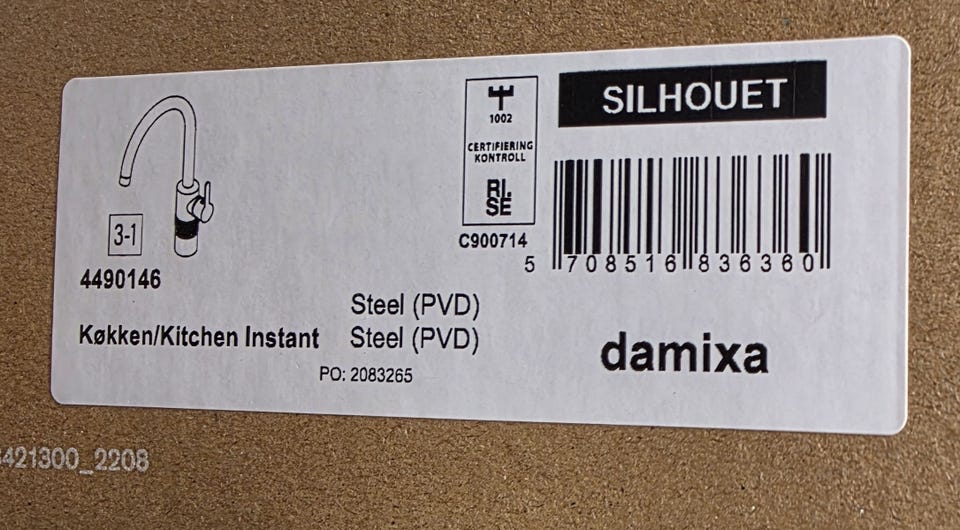 SILHOUET
1002
CERTIFIERING
KONTROLL
RI.
SE
C900714
5 708516 836360
3-1
4490146
Steel (PVD)
Køkken/Kitchen Instant Steel (PVD)
PO: 2083265
damixa
421300_2208